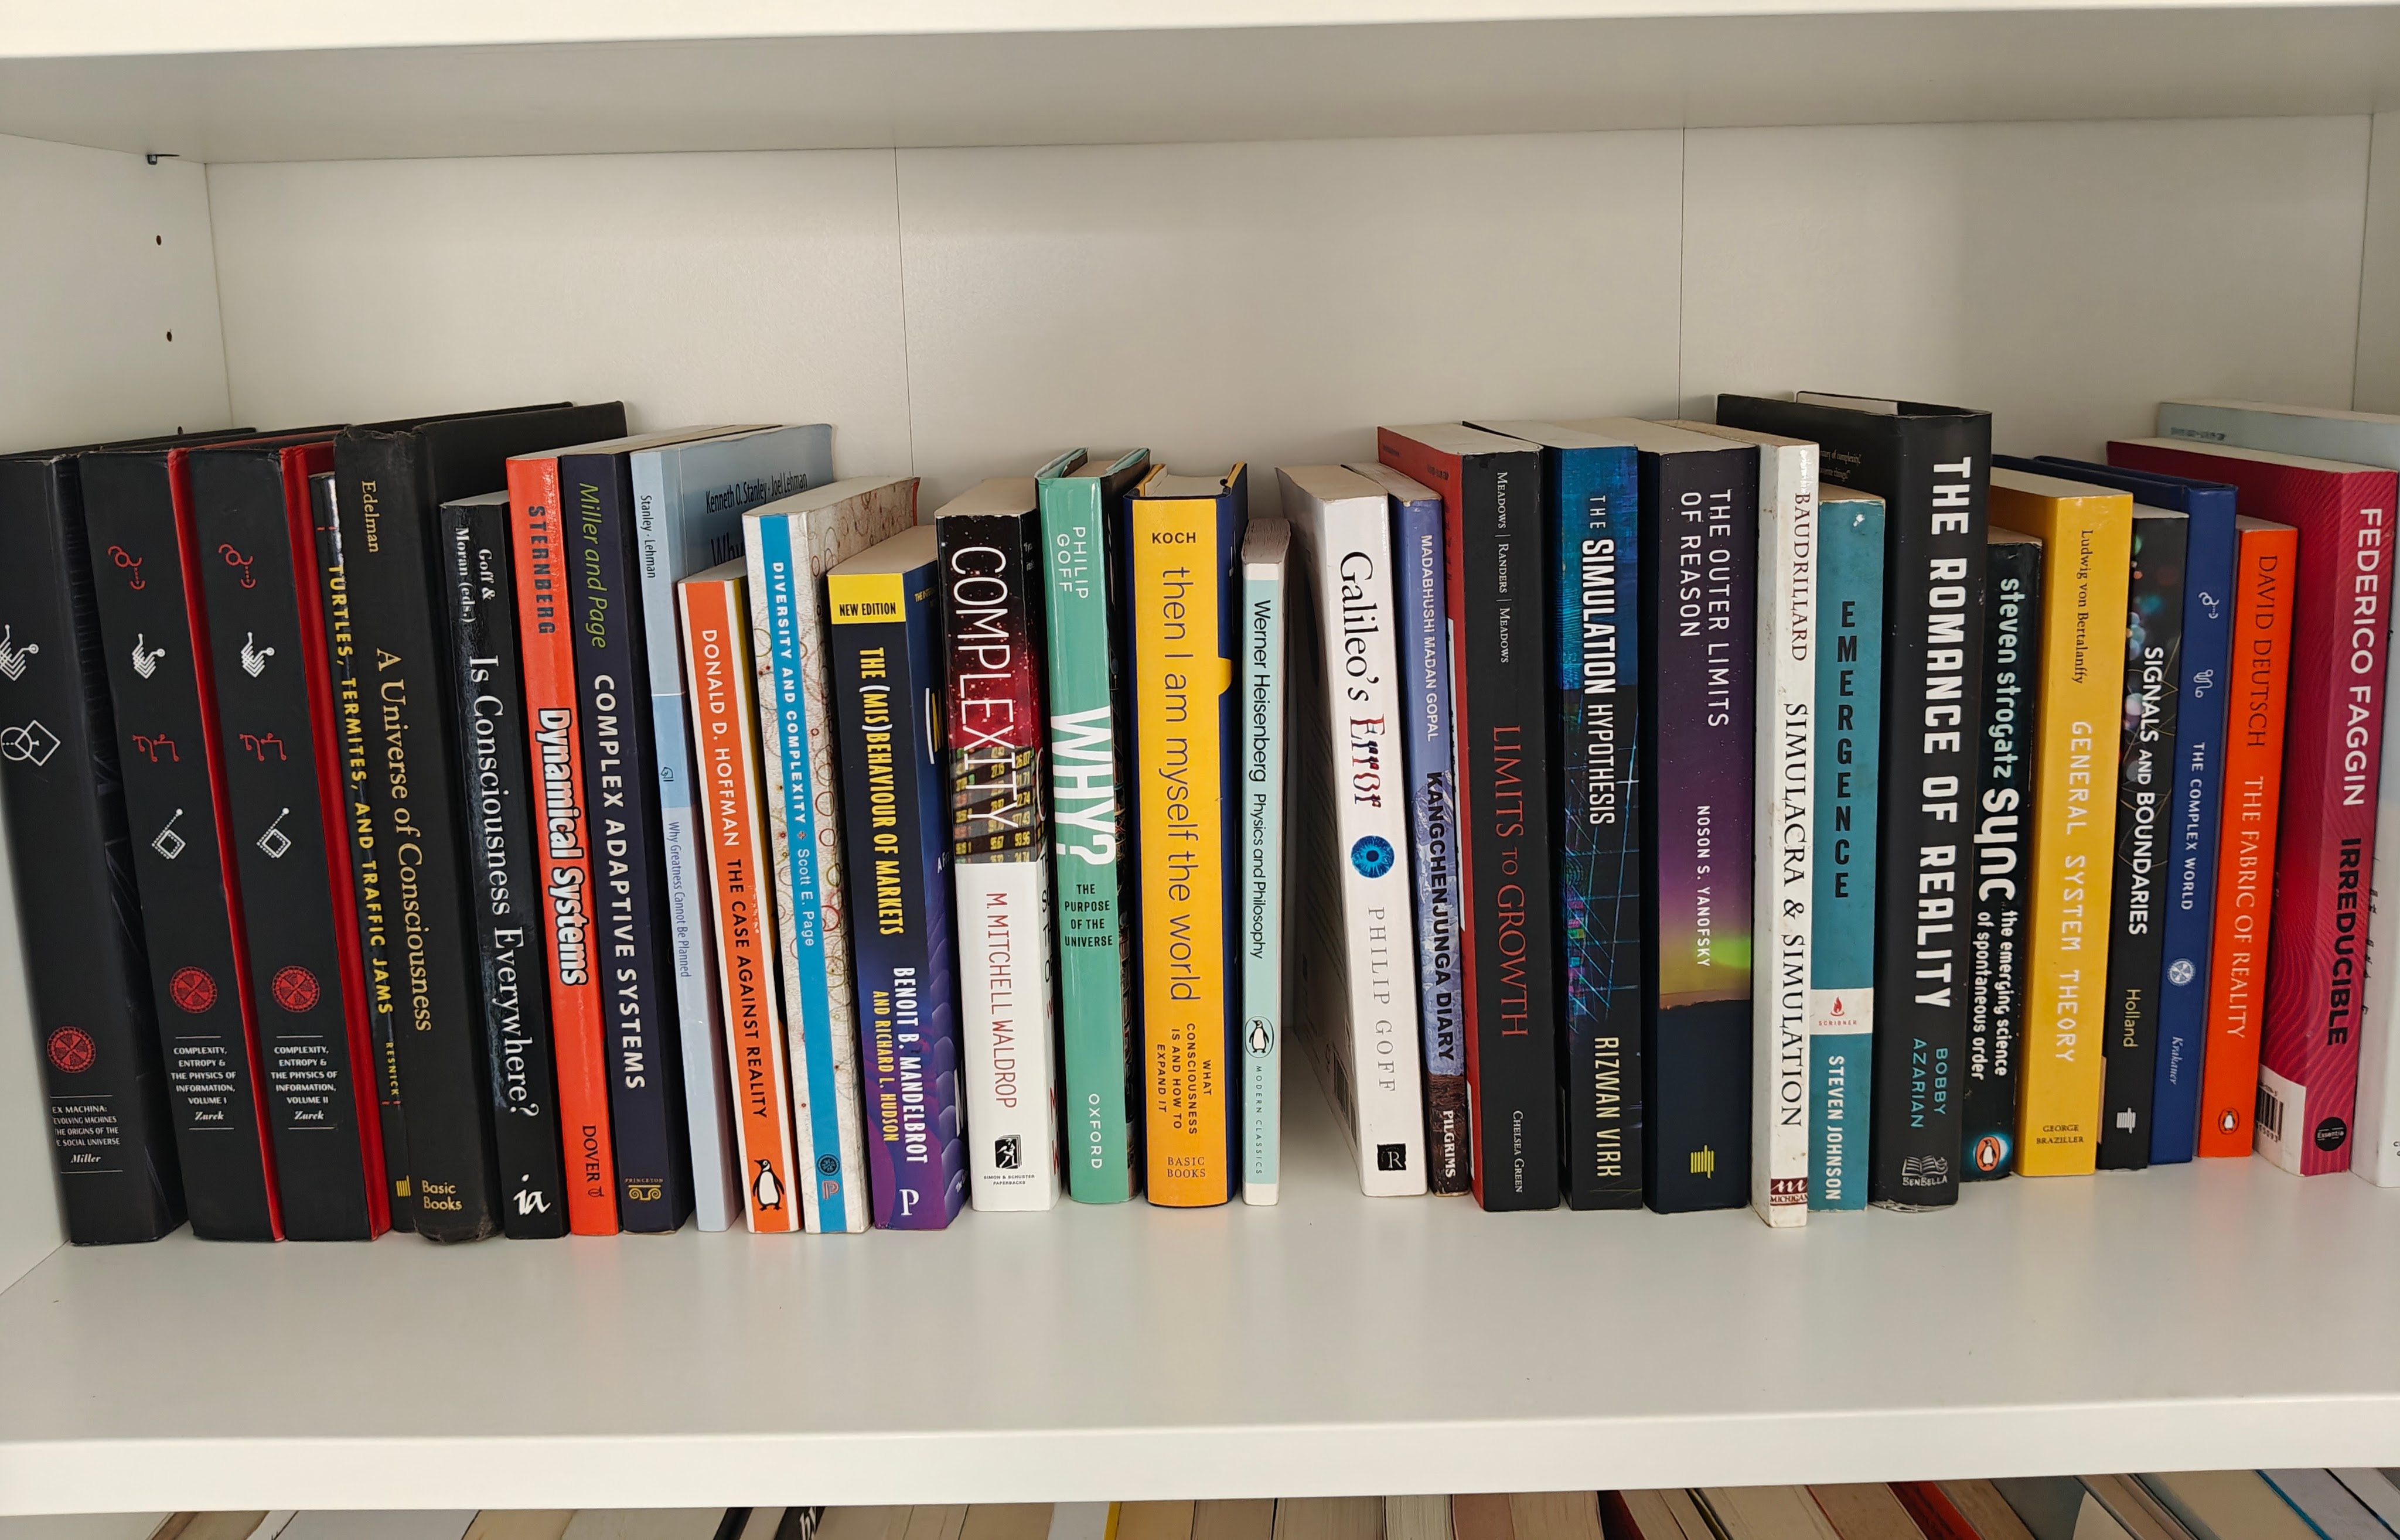 EX MACHINA:
EVOLVING MACHINES
THE ORIGINS OF THE
SOCIAL UNIVERSE
Miller
COMPLEXITY,
ENTROPY &
THE PHYSICS OF
INFORMATION,
VOLUME I
Zurek
COMPLEXITY,
ENTROPY &
THE PHYSICS OF
INFORMATION,
VOLUME II
Zurek
TURTLES, TERMITES, AND TRAFFIC JAMS
RESNICK
Edelman
A Universe of Consciousness
Basic
Books
Goff &
Moran (eds.)
Is Consciousness Everywhere?
ia
STERNBERG
Dynamical Systems
DOVER
Miller and Page
COMPLEX ADAPTIVE SYSTEMS
PRINCETON
Stanley · Lehman
Why Greatness Cannot Be Planned
Kenneth O. Stanley · Joel Lehman
Why
DONALD D. HOFFMAN THE CASE AGAINST REALITY
DIVERSITY AND COMPLEXITY Scott E. Page
NEW EDITION
THE (MIS)BEHAVIOUR OF MARKETS
BENOIT B. MANDELBROT
AND RICHARD L. HUDSON
P
COMPLEXITY
M. MITCHELL WALDROP
SIMON & SCHUSTER
PAPERBACKS
PHILIP
GOFF
WHY?
THE
PURPOSE
OF THE
UNIVERSE
OXFORD
KOCH
then I am myself the world
WHAT
CONSCIOUSNESS
IS AND HOW TO
EXPAND IT
BASIC
BOOKS
Werner Heisenberg Physics and Philosophy
MODERN CLASSICS
Galileo's Error
PHILIP GOFF
R
MADABHUSHI MADAN GOPAL
KANGCHENJUNGA DIARY
PILGRIMS
MEADOWS | RANDERS | MEADOWS
LIMITS TO GROWTH
CHELSEA GREEN
THE SIMULATION HYPOTHESIS
RIZWAN VIRK
THE OUTER LIMITS
OF REASON
NOSON S. YANOFSKY
BAUDRILLARD SIMULACRA & SIMULATION
MICHIGAN
EMERGENCE
SCRIBNER
STEVEN JOHNSON
THE ROMANCE OF REALITY
BOBBY
AZARIAN
BENBELLA
steven strogatz sync the emerging science
of spontaneous order
Ludwig von Bertalanffy
GENERAL SYSTEM THEORY
GEORGE
BRAZILLER
SIGNALS AND BOUNDARIES
Holland
THE COMPLEX WORLD
Krakauer
DAVID DEUTSCH THE FABRIC OF REALITY
FEDERICO FAGGIN IRREDUCIBLE
Essentia